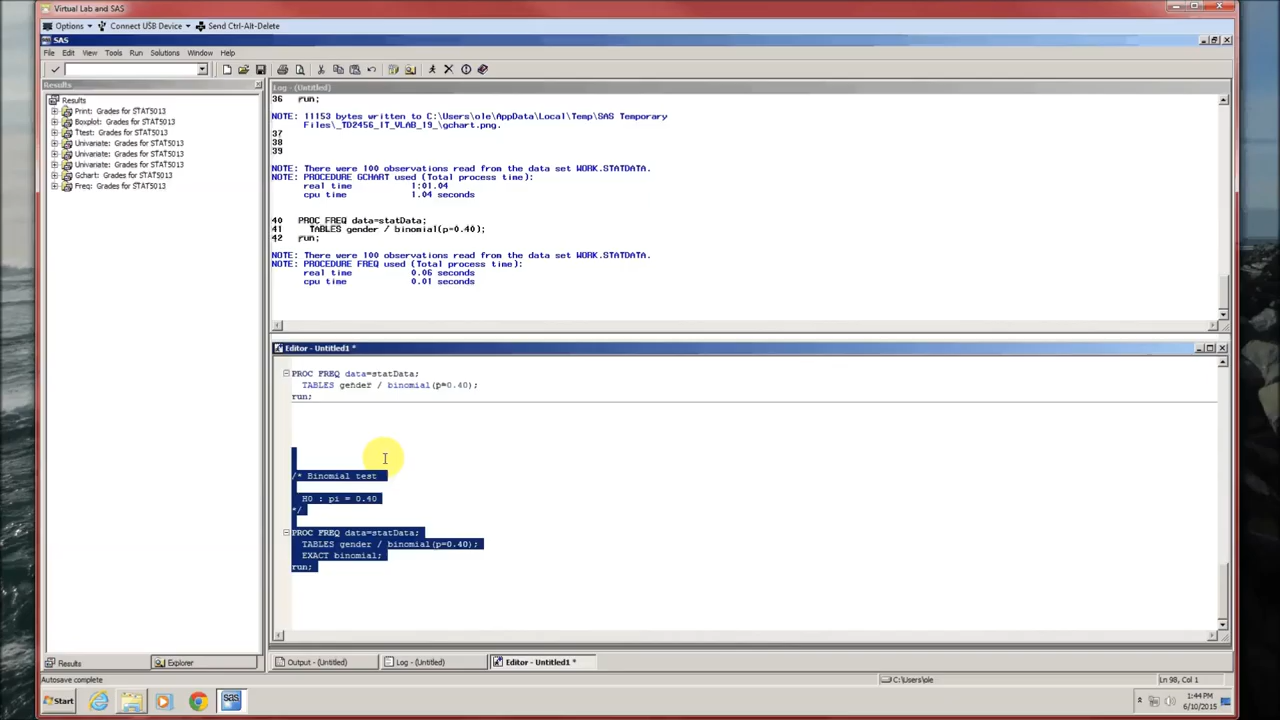 Virtual Lab and SAS
Options Connect USB Device Send Ctrl-Alt-Delete
SAS
File Edit View Tools Run Solutions Window Help
Results
Results
Print: Grades for STAT5013
Boxplot: Grades for STAT5013
Ttest: Grades for STAT5013
Univariate: Grades for STAT5013
Univariate: Grades for STAT5013
Univariate: Grades for STAT5013
Gchart: Grades for STAT5013
Freq: Grades for STAT5013
Log - (Untitled)
36 run;
NOTE: 11153 bytes written to C:\Users\ole\AppData\Local\Temp\SAS Temporary
Files\_TD2456_IT_VLAB_19_\gchart.png.
37
38
39
NOTE: There were 100 observations read from the data set WORK.STATDATA.
NOTE: PROCEDURE GCHART used (Total process time):
real time 1:01.04
cpu time 1.04 seconds
40 PROC FREQ data=statData;
41 TABLES gender / binomial(p=0.40);
42 run;
NOTE: There were 100 observations read from the data set WORK.STATDATA.
NOTE: PROCEDURE FREQ used (Total process time):
real time 0.06 seconds
cpu time 0.01 seconds
Editor - Untitled1 *
PROC FREQ data=statData;
TABLES gender / binomial(p=0.40);
run;
/* Binomial test
H0 : pi = 0.40
*/
PROC FREQ data=statData;
TABLES gender / binomial(p=0.40);
EXACT binomial;
run;
Results Explorer
Output - (Untitled) Log - (Untitled) Editor - Untitled1 *
Autosave complete C:\Users\ole Ln 98, Col 1
Start sas 1:44 PM
6/10/2015